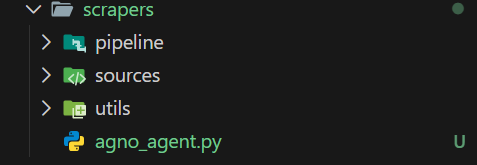 scrapers
pipeline
sources
utils
agno_agent.py U